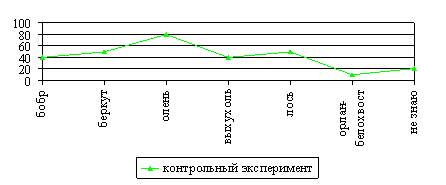 100
80
60
40
20
0
бобр
беркут
олень
выхухоль
лось
орлан-
белохвост
не знаю
контрольный эксперимент